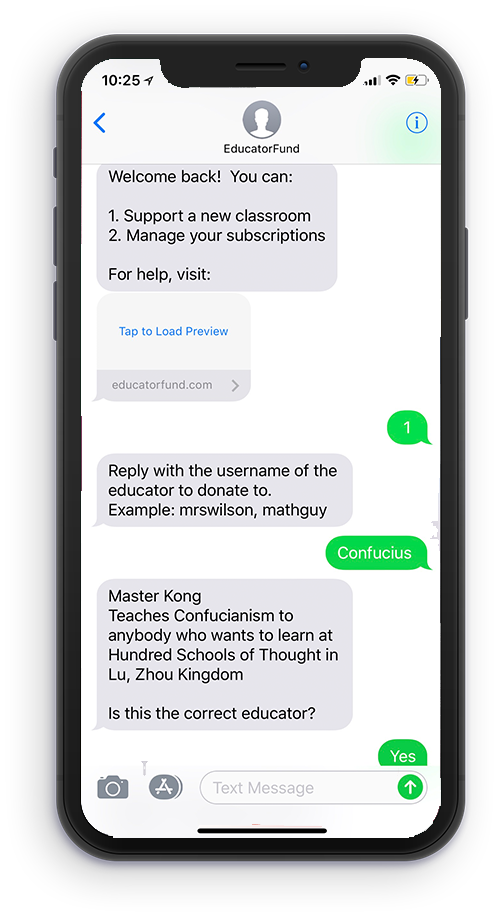 10:25
EducatorFund
Welcome back! You can:
1. Support a new classroom
2. Manage your subscriptions
For help, visit:
Tap to Load Preview
educatorfund.com
1
Reply with the username of the
educator to donate to.
Example: mrswilson, mathguy
Confucius
Master Kong
Teaches Confucianism to
anybody who wants to learn at
Hundred Schools of Thought in
Lu, Zhou Kingdom
Is this the correct educator?
Yes
Text Message